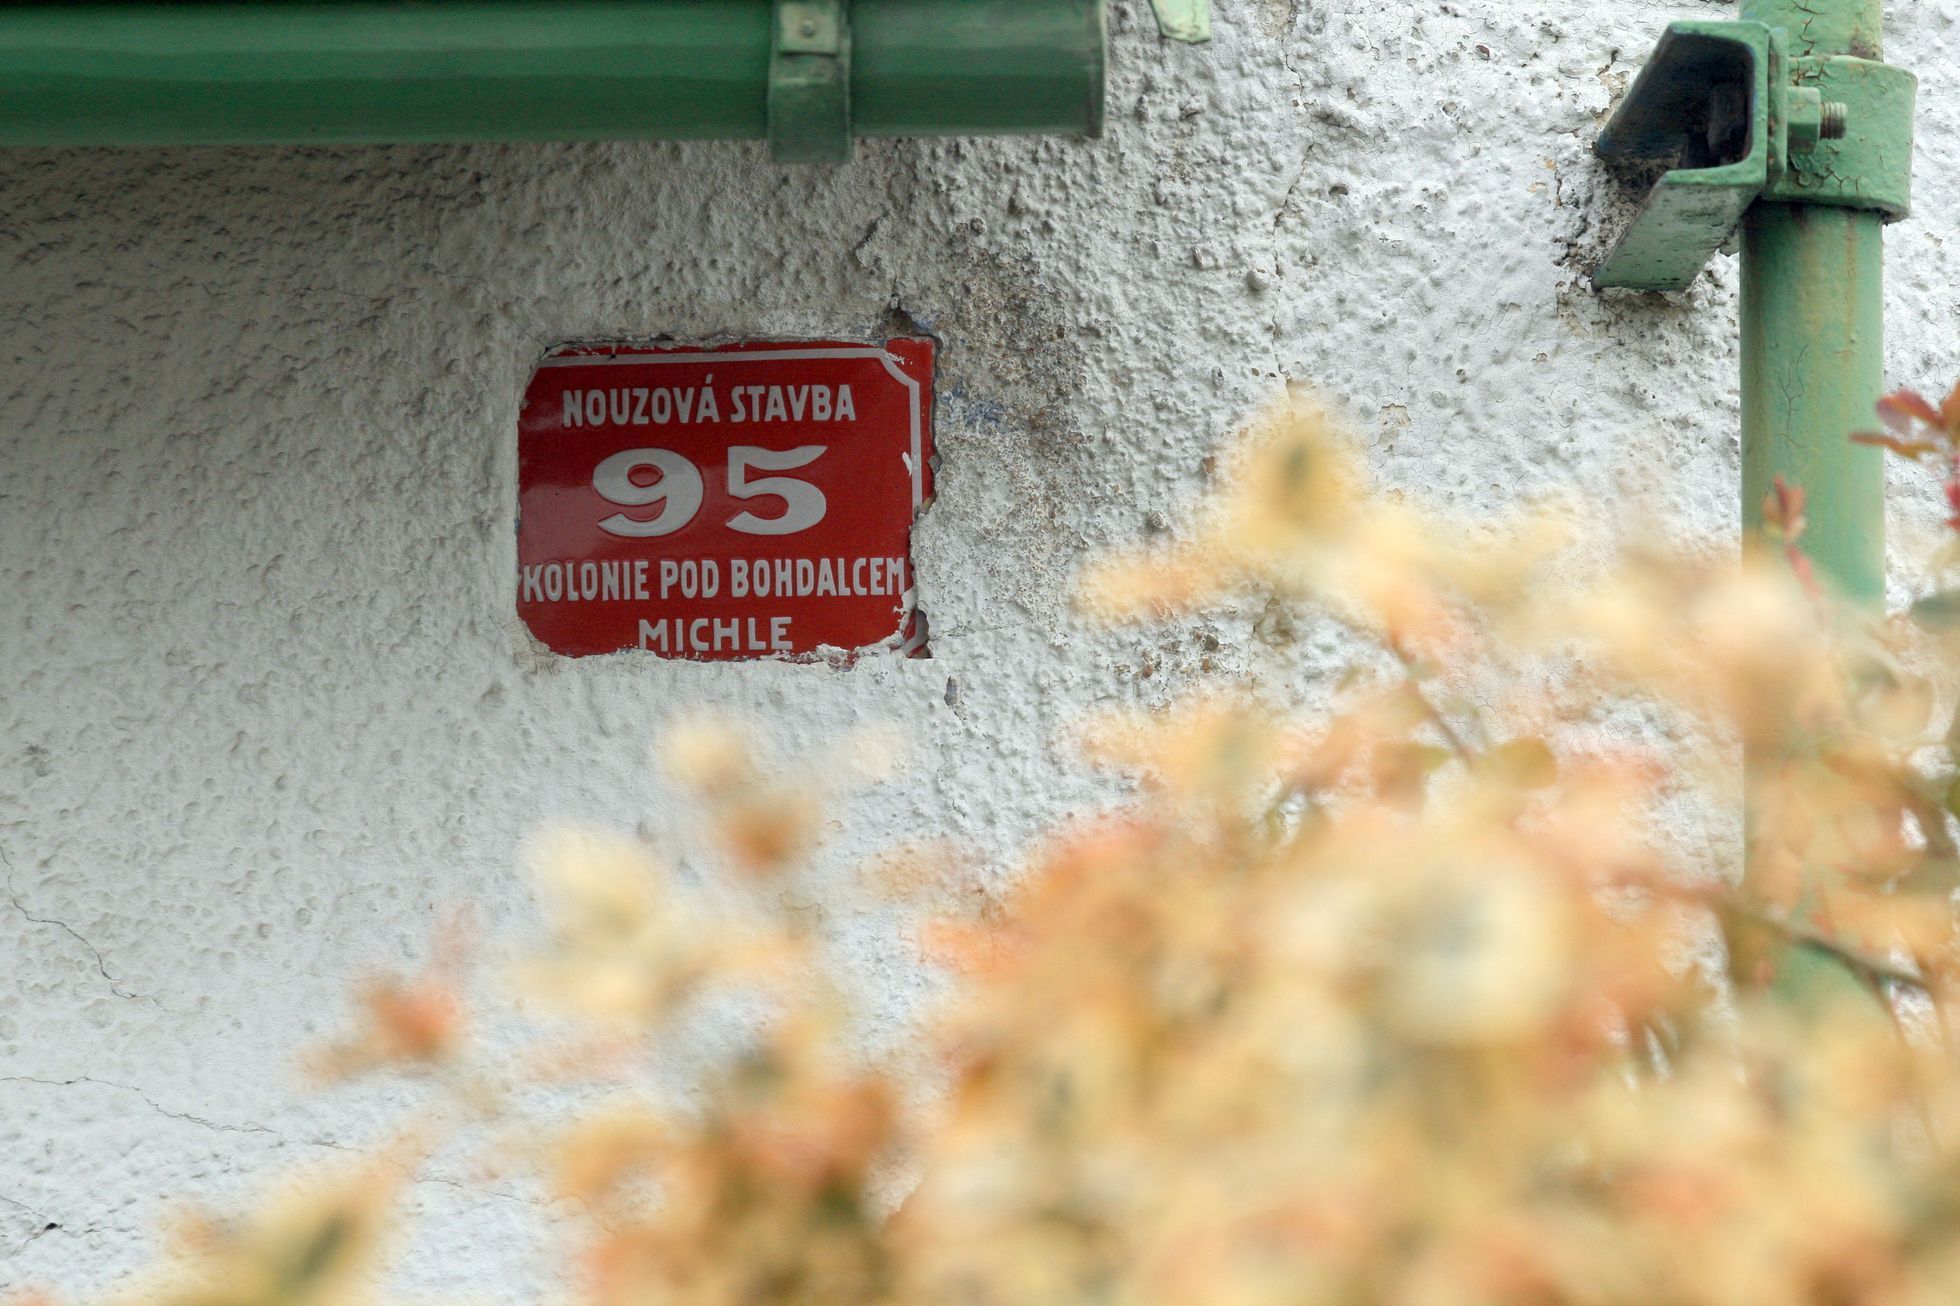 NOUZOVÁ STAVBA
95
KOLONIE POD BOHDALCEM
MICHLE